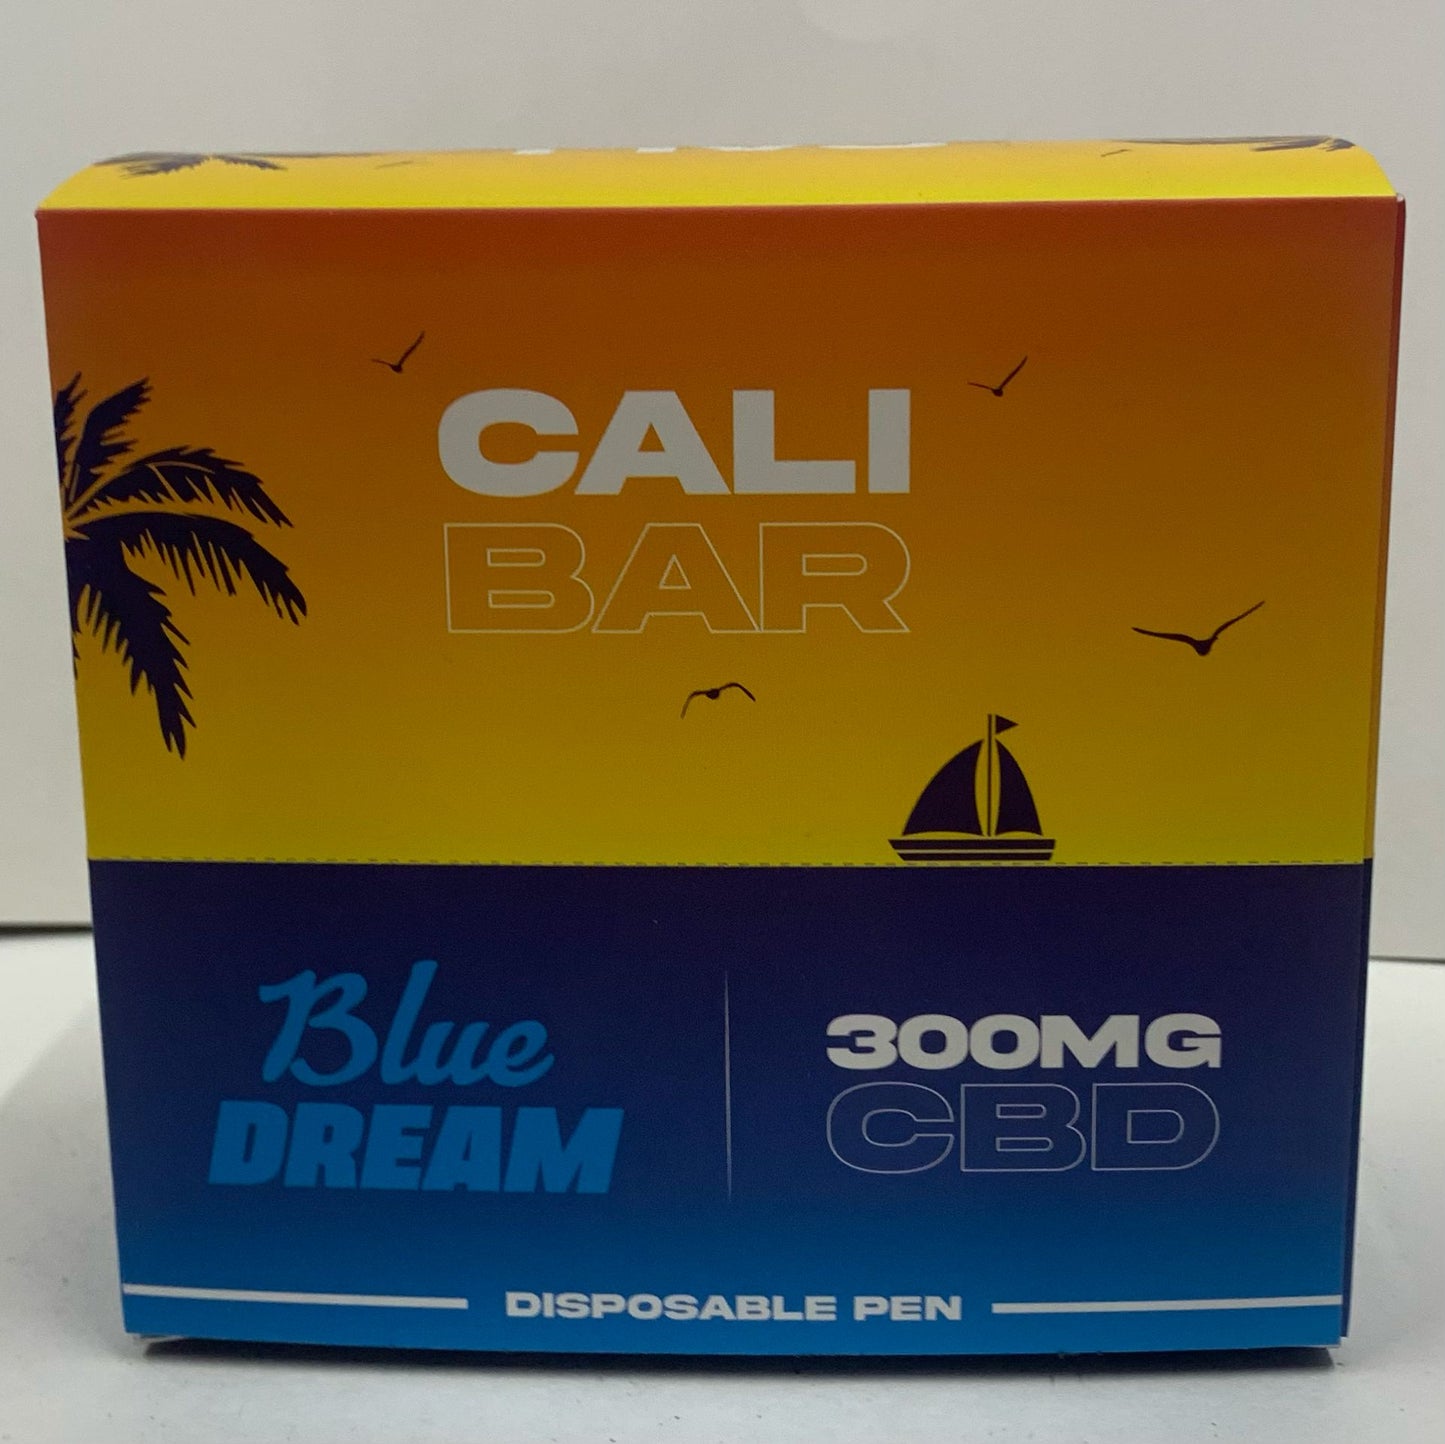 CALI
BAR
Blue
DREAM
300MG
CBD
DISPOSABLE PEN